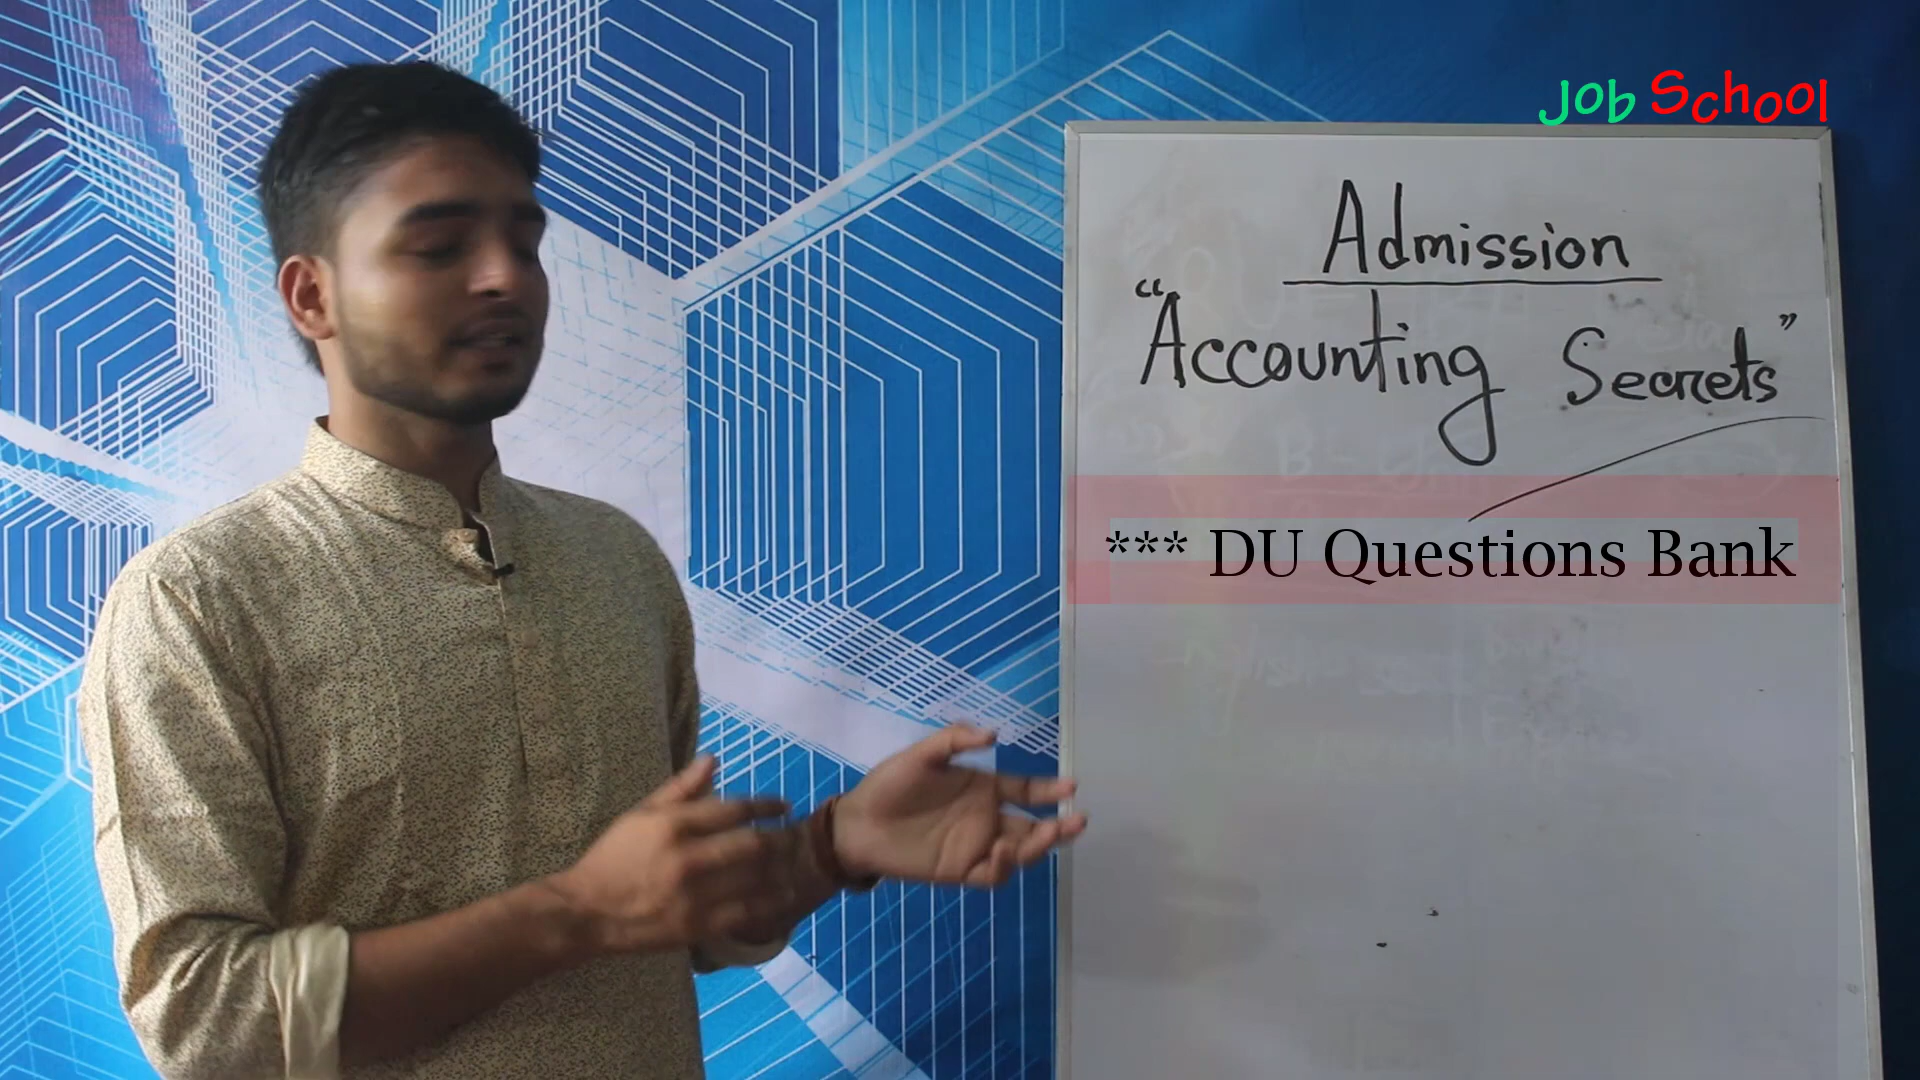 Job School
Admission
"Accounting Secrets"
*** DU Questions Bank